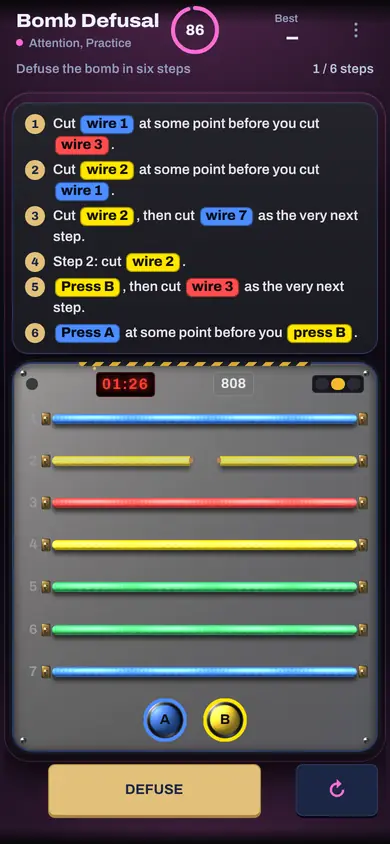 Bomb Defusal
Attention, Practice
86
Best
–
Defuse the bomb in six steps
1 / 6 steps
1 Cut wire 1 at some point before you cut
wire 3 .
2 Cut wire 2 at some point before you cut
wire 1 .
3 Cut wire 2 , then cut wire 7 as the very next
step.
4 Step 2: cut wire 2 .
5 Press B , then cut wire 3 as the very next
step.
6 Press A at some point before you press B .
01:26
808
1
2
3
4
5
6
7
A B
DEFUSE